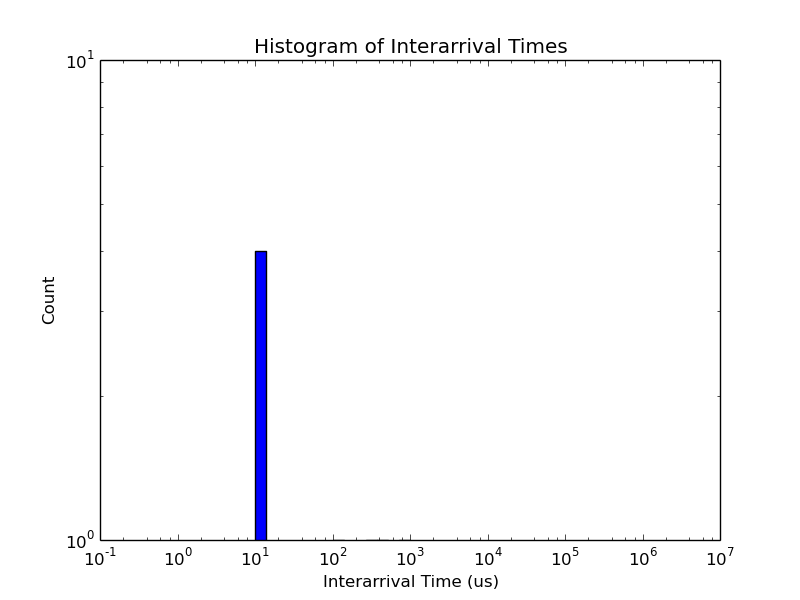 Histogram of Interarrival Times
10^1
Count
10^0
10^-1 10^0 10^1 10^2 10^3 10^4 10^5 10^6 10^7
Interarrival Time (us)